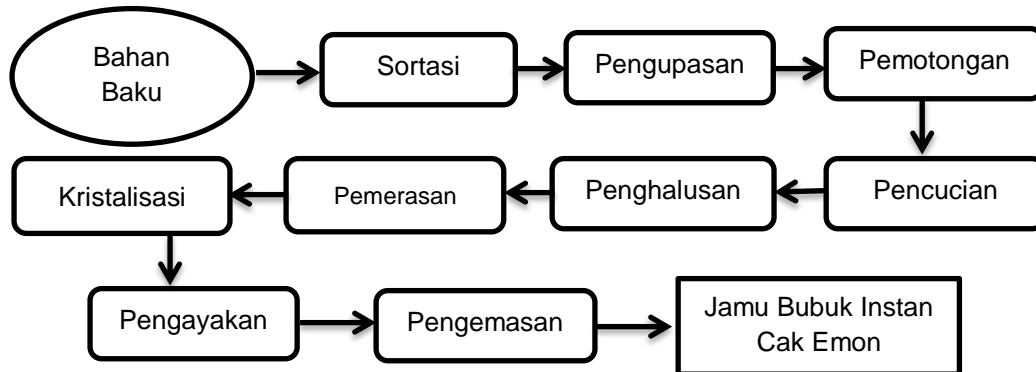 Bahan
Baku
Sortasi
Pengupasan
Pemotongan
Pencucian
Penghalusan
Pemerasan
Kristalisasi
Pengayakan
Pengemasan
Jamu Bubuk Instan
Cak Emon